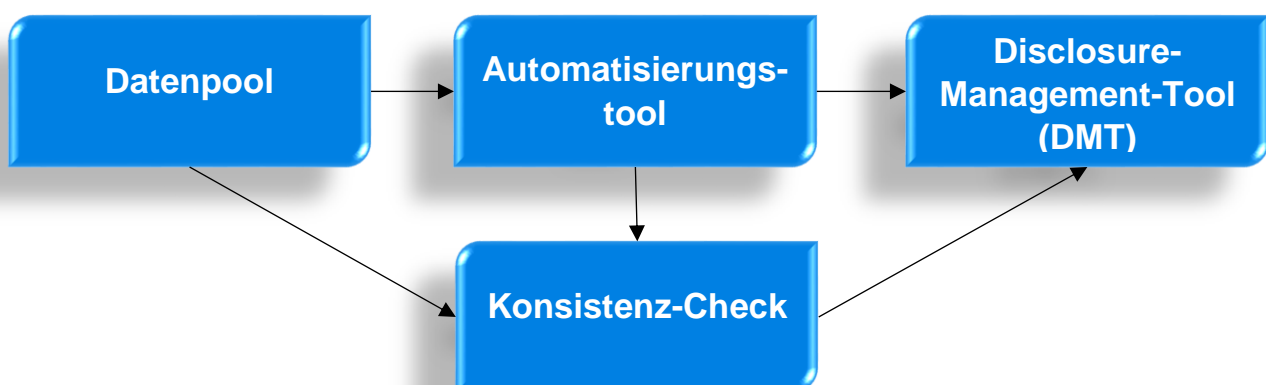 Datenpool
Automatisierungs-
tool
Disclosure-
Management-Tool
(DMT)
Konsistenz-Check